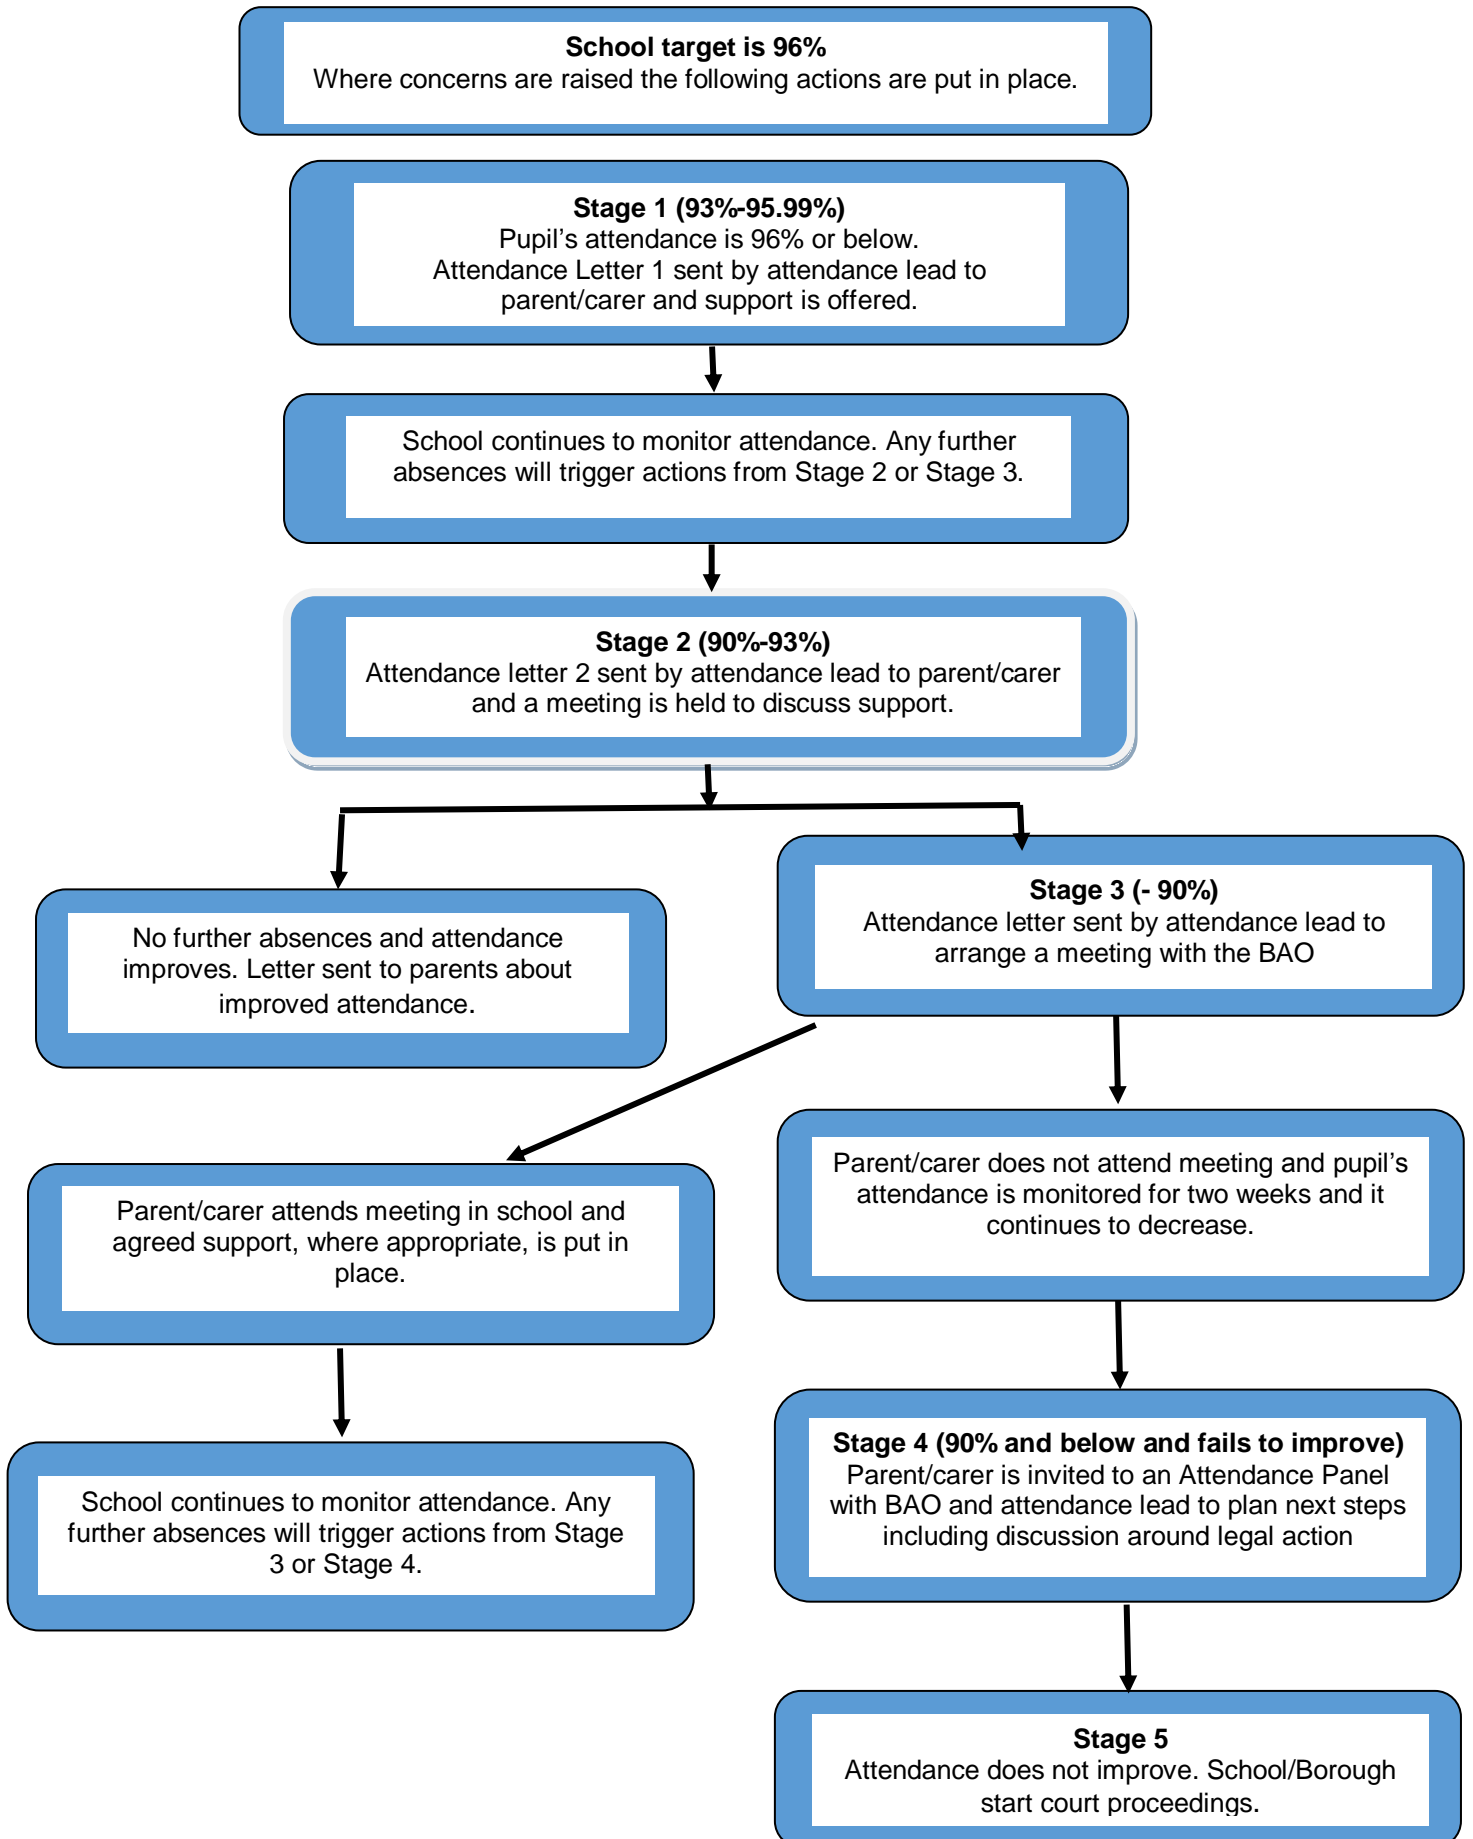 School target is 96%
Where concerns are raised the following actions are put in place.
Stage 1 (93%-95.99%)
Pupil’s attendance is 96% or below.
Attendance Letter 1 sent by attendance lead to
parent/carer and support is offered.
School continues to monitor attendance. Any further
absences will trigger actions from Stage 2 or Stage 3.
Stage 2 (90%-93%)
Attendance letter 2 sent by attendance lead to parent/carer
and a meeting is held to discuss support.
No further absences and attendance
improves. Letter sent to parents about
improved attendance.
Stage 3 (- 90%)
Attendance letter sent by attendance lead to
arrange a meeting with the BAO
Parent/carer attends meeting in school and
agreed support, where appropriate, is put in
place.
Parent/carer does not attend meeting and pupil’s
attendance is monitored for two weeks and it
continues to decrease.
School continues to monitor attendance. Any
further absences will trigger actions from Stage
3 or Stage 4.
Stage 4 (90% and below and fails to improve)
Parent/carer is invited to an Attendance Panel
with BAO and attendance lead to plan next steps
including discussion around legal action
Stage 5
Attendance does not improve. School/Borough
start court proceedings.